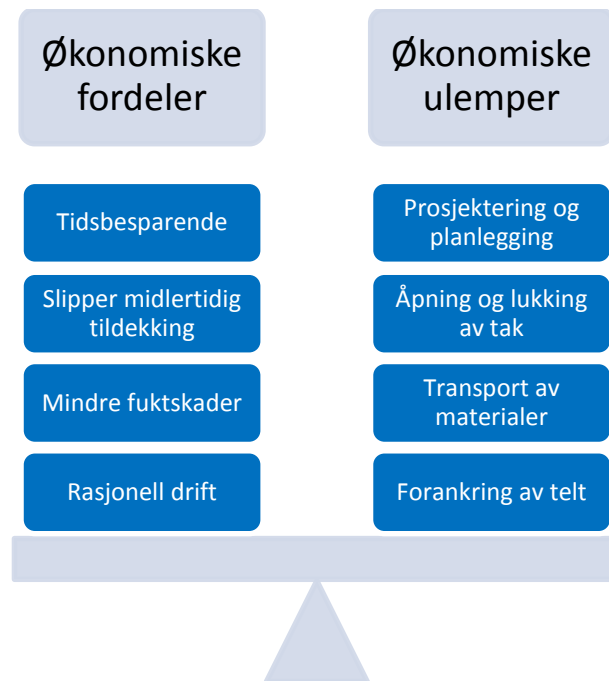 Økonomiske
fordeler
Tidsbesparende
Slipper midlertidig
tildekking
Mindre fuktskader
Rasjonell drift
Økonomiske
ulemper
Prosjektering og
planlegging
Åpning og lukking
av tak
Transport av
materialer
Forankring av telt